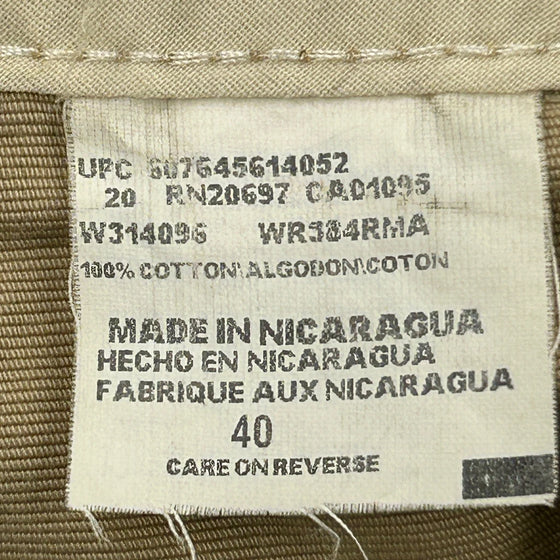 UPC 607645614052
20 RN20697 CA01095
W314096 WR384RMA
100% COTTON\ALGODON\COTON
MADE IN NICARAGUA
HECHO EN NICARAGUA
FABRIQUE AUX NICARAGUA
40
CARE ON REVERSE